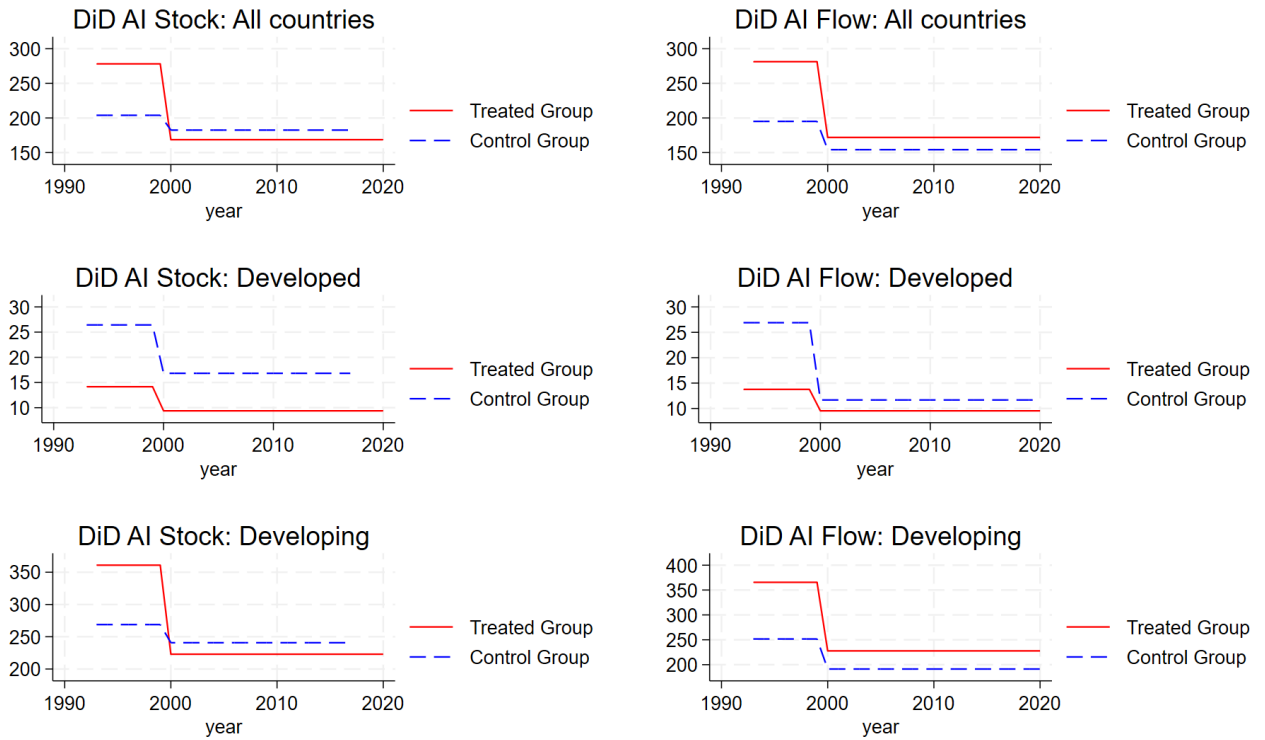 DiD AI Stock: All countries
300
250
200
150
1990 2000 2010 2020
year
Treated Group
Control Group
DiD AI Flow: All countries
300
250
200
150
1990 2000 2010 2020
year
Treated Group
Control Group
DiD AI Stock: Developed
30
25
20
15
10
1990 2000 2010 2020
year
Treated Group
Control Group
DiD AI Flow: Developed
30
25
20
15
10
1990 2000 2010 2020
year
Treated Group
Control Group
DiD AI Stock: Developing
350
300
250
200
1990 2000 2010 2020
year
Treated Group
Control Group
DiD AI Flow: Developing
400
350
300
250
200
1990 2000 2010 2020
year
Treated Group
Control Group